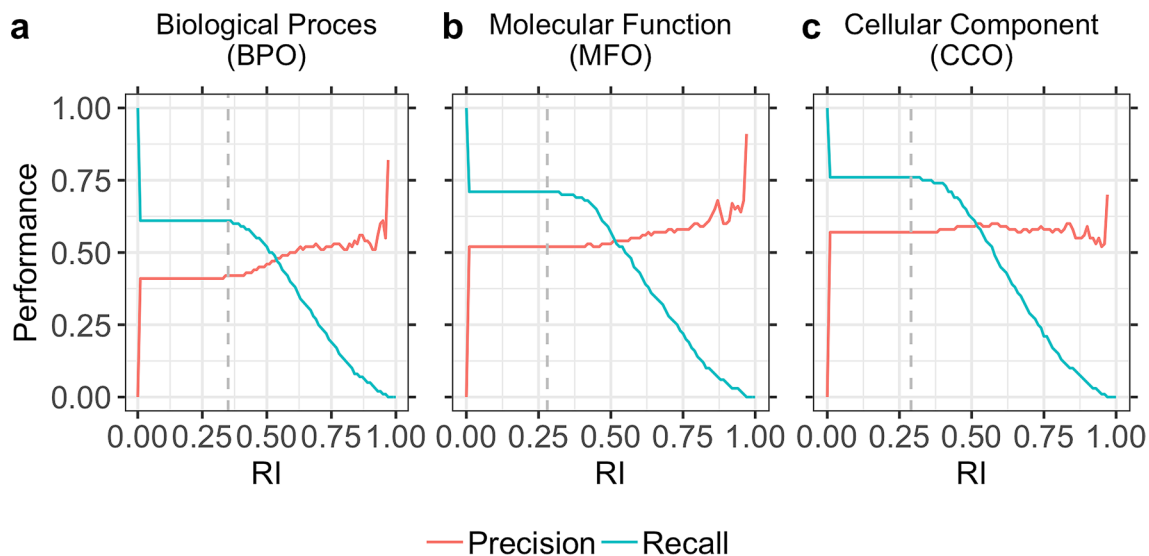 a Biological Proces b Molecular Function c Cellular Component
(BPO) (MFO) (CCO)
1.00
0.75
0.50
0.25
0.00
Performance
0.00 0.25 0.50 0.75 1.00 0.00 0.25 0.50 0.75 1.00 0.00 0.25 0.50 0.75 1.00
RI RI RI
Precision Recall